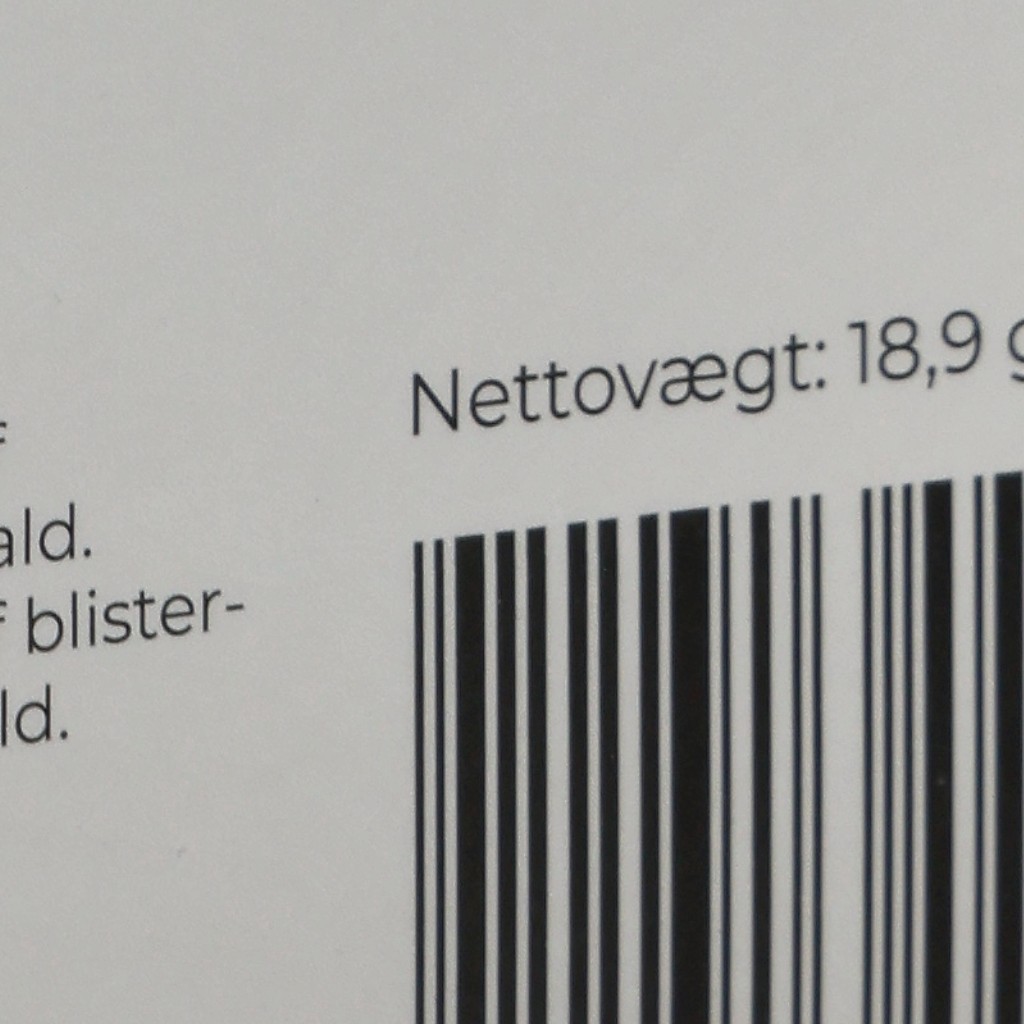 Nettovægt: 18,9 g
ald.
f blister-
ld.